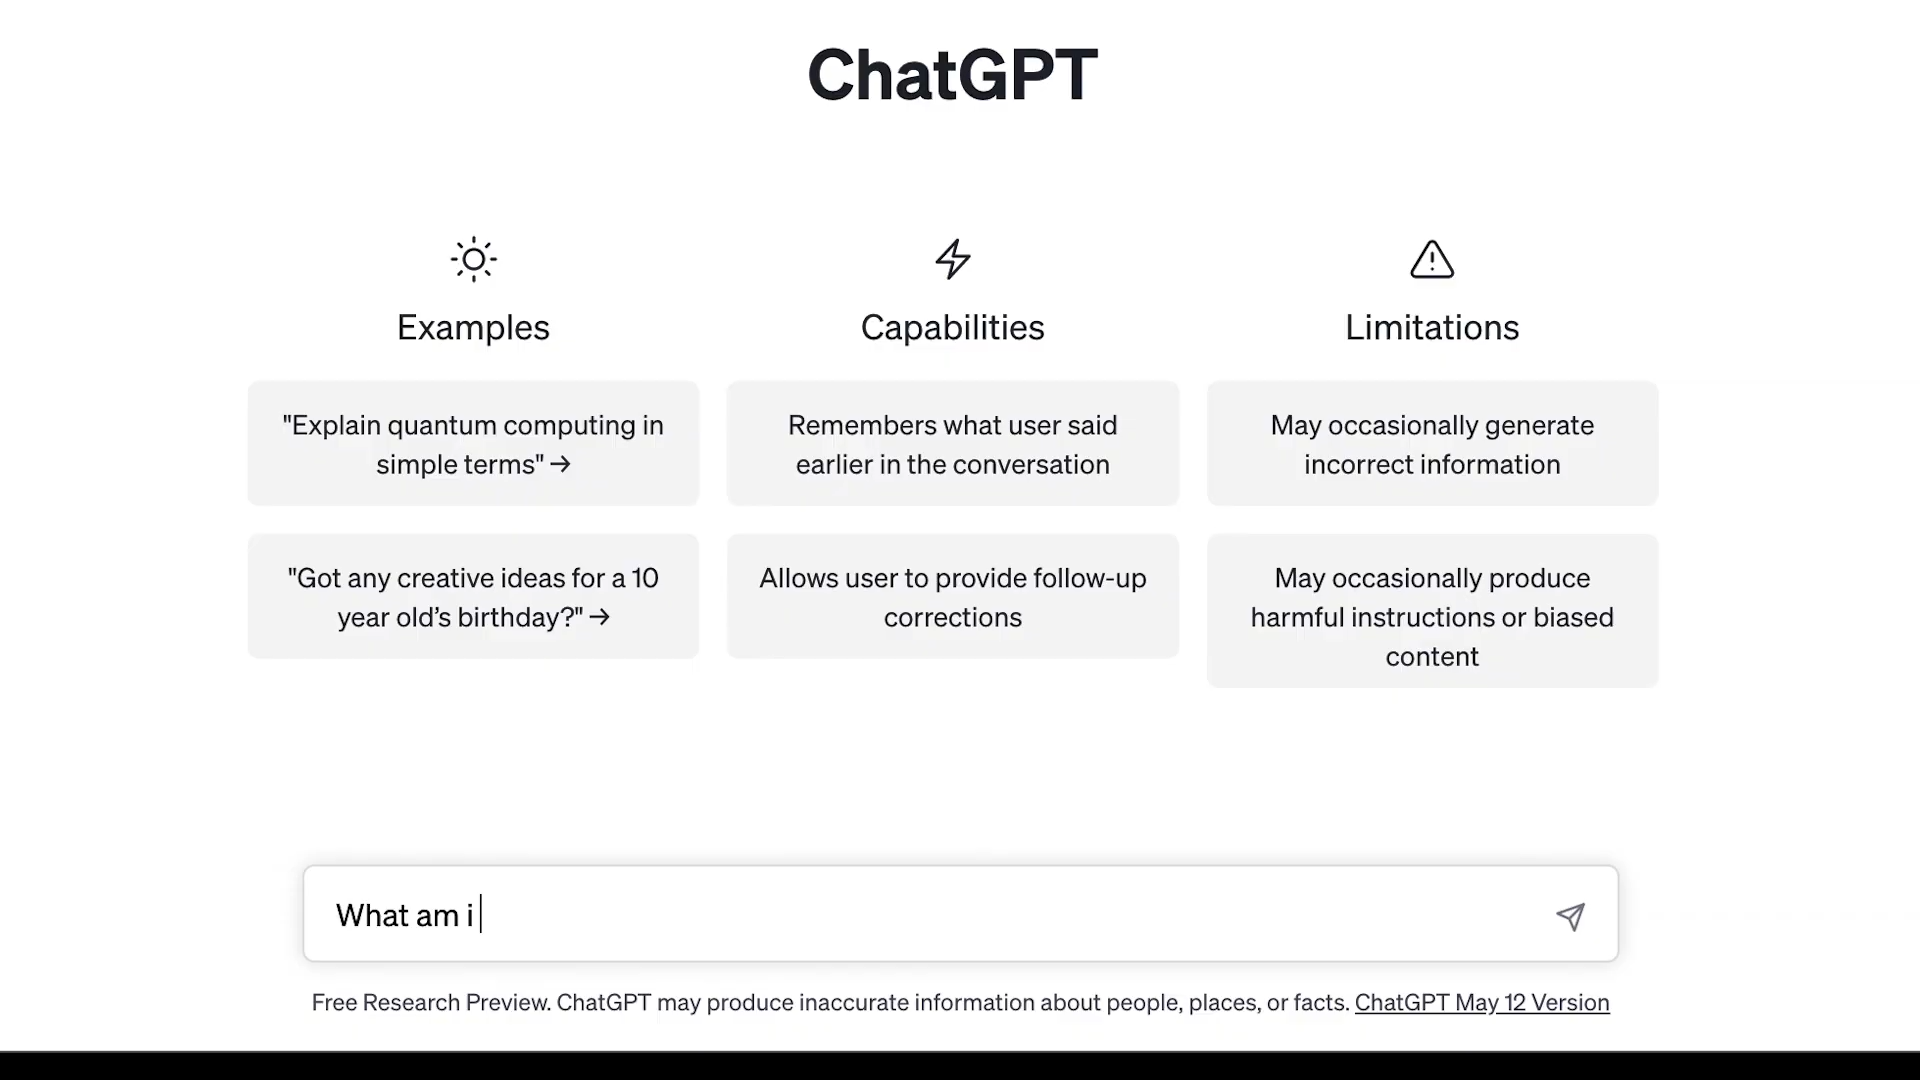 ChatGPT
Examples
"Explain quantum computing in
simple terms" →
"Got any creative ideas for a 10
year old’s birthday?" →
Capabilities
Remembers what user said
earlier in the conversation
Allows user to provide follow-up
corrections
Limitations
May occasionally generate
incorrect information
May occasionally produce
harmful instructions or biased
content
What am i
Free Research Preview. ChatGPT may produce inaccurate information about people, places, or facts. ChatGPT May 12 Version